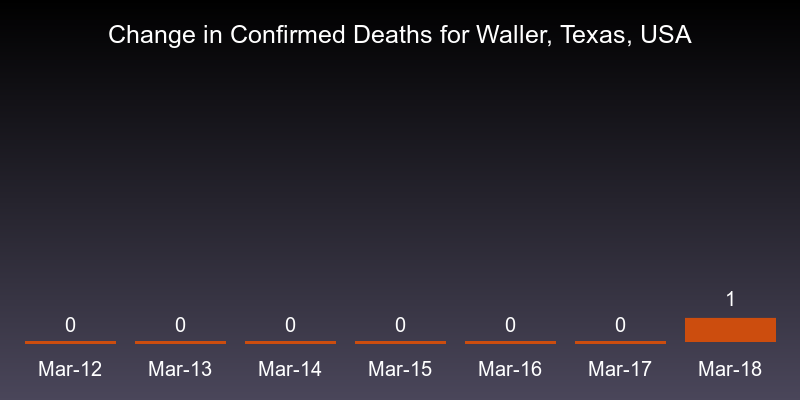 Change in Confirmed Deaths for Waller, Texas, USA
0 0 0 0 0 0 1
Mar-12 Mar-13 Mar-14 Mar-15 Mar-16 Mar-17 Mar-18